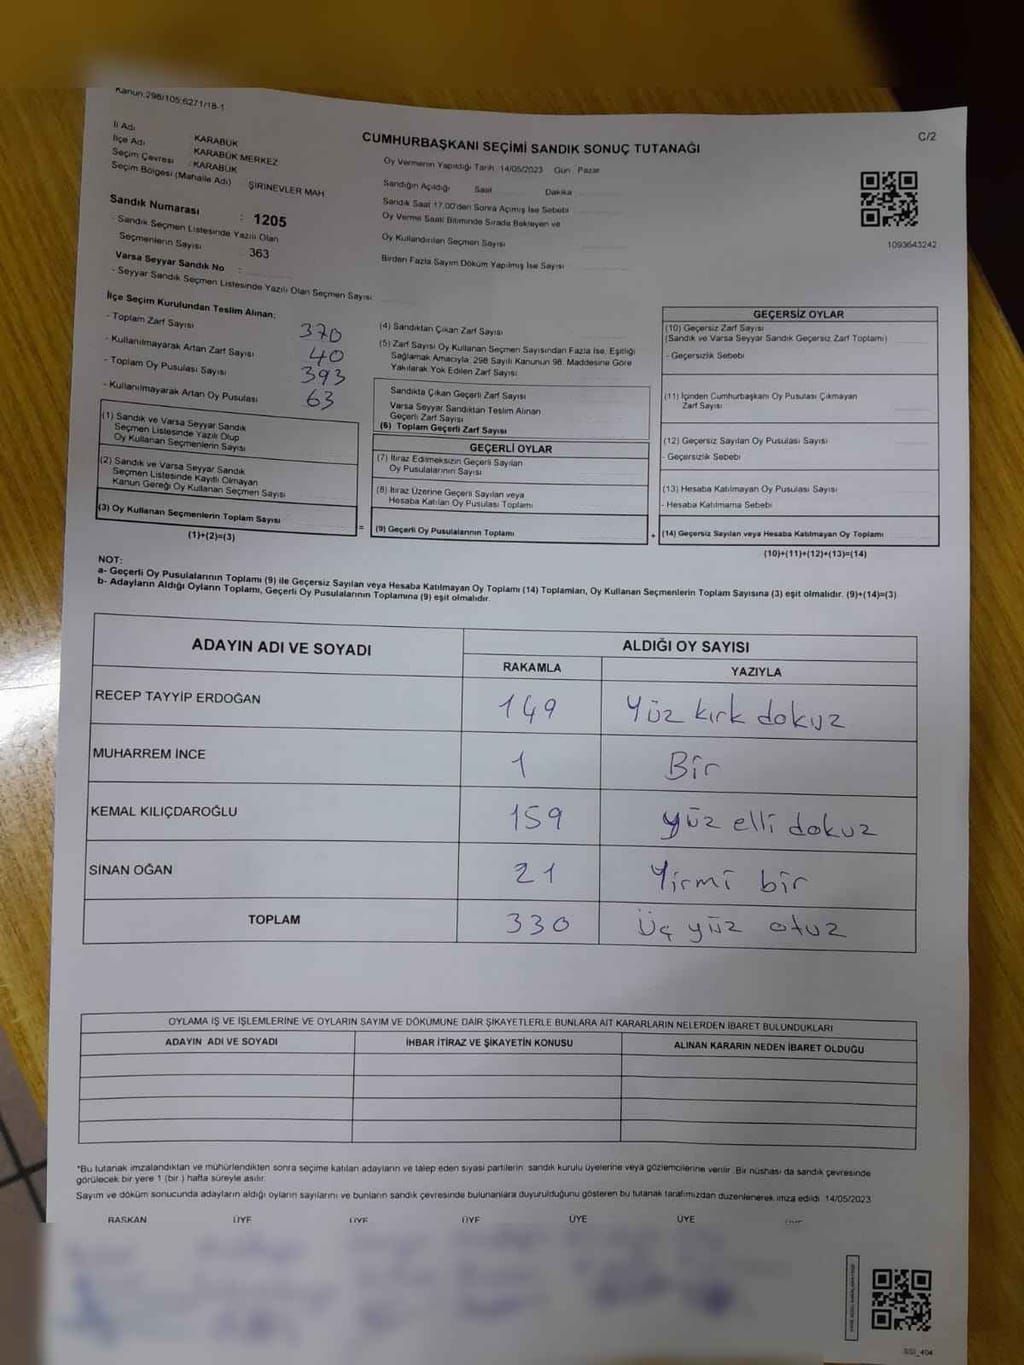 Kanun:298/105;6271/18-1
C/2
CUMHURBAŞKANI SEÇİMİ SANDIK SONUÇ TUTANAĞI
İl Adı KARABÜK
İlçe Adı KARABÜK MERKEZ
Seçim Çevresi : KARABÜK
Seçim Bölgesi (Mahalle Adı) ŞİRİNEVLER MAH
Sandık Numarası : 1205
- Sandık Seçmen Listesinde Yazılı Olan
Seçmenlerin Sayısı 363
Varsa Seyyar Sandık No :
- Seyyar Sandık Seçmen Listesinde Yazılı Olan Seçmen Sayısı:
Oy Vermenin Yapıldığı Tarih: 14/05/2023 Gün : Pazar
Sandığın Açıldığı Saat Dakika
Sandık Saat 17.00'den Sonra Açılmış İse Sebebi
Oy Verme Saati Bitiminde Sırada Bekleyen ve
Oy Kullandırılan Seçmen Sayısı
Birden Fazla Sayım Döküm Yapılmış İse Sayısı
1093643242
İlçe Seçim Kurulundan Teslim Alınan;
- Toplam Zarf Sayısı 370
- Kullanılmayarak Artan Zarf Sayısı 40
- Toplam Oy Pusulası Sayısı 393
- Kullanılmayarak Artan Oy Pusulası 63
(1) Sandık ve Varsa Seyyar Sandık
Seçmen Listesinde Yazılı Olup
Oy Kullanan Seçmenlerin Sayısı
(2) Sandık ve Varsa Seyyar Sandık
Seçmen Listesinde Kayıtlı Olmayan
Kanun Gereği Oy Kullanan Seçmen Sayısı
(3) Oy Kullanan Seçmenlerin Toplam Sayısı
(1)+(2)=(3)
=
(4) Sandıktan Çıkan Zarf Sayısı
(5) Zarf Sayısı Oy Kullanan Seçmen Sayısından Fazla İse, Eşitliği
Sağlamak Amacıyla, 298 Sayılı Kanunun 98. Maddesine Göre
Yakılarak Yok Edilen Zarf Sayısı
Sandıkta Çıkan Geçerli Zarf Sayısı
Varsa Seyyar Sandıktan Teslim Alınan
Geçerli Zarf Sayısı
(6) Toplam Geçerli Zarf Sayısı
GEÇERLİ OYLAR
(7) İtiraz Edilmeksizin Geçerli Sayılan
Oy Pusulalarının Sayısı
(8) İtiraz Üzerine Geçerli Sayılan veya
Hesaba Katılan Oy Pusulası Toplamı
(9) Geçerli Oy Pusulalarının Toplamı
+
GEÇERSİZ OYLAR
(10) Geçersiz Zarf Sayısı
(Sandık ve Varsa Seyyar Sandık Geçersiz Zarf Toplamı)
- Geçersizlik Sebebi
(11) İçinden Cumhurbaşkanı Oy Pusulası Çıkmayan
Zarf Sayısı
(12) Geçersiz Sayılan Oy Pusulası Sayısı
- Geçersizlik Sebebi
(13) Hesaba Katılmayan Oy Pusulası Sayısı
- Hesaba Katılmama Sebebi
(14) Geçersiz Sayılan veya Hesaba Katılmayan Oy Toplamı
(10)+(11)+(12)+(13)=(14)
NOT:
a- Geçerli Oy Pusulalarının Toplamı (9) ile Geçersiz Sayılan veya Hesaba Katılmayan Oy Toplamı (14) Toplamları, Oy Kullanan Seçmenlerin Toplam Sayısına (3) eşit olmalıdır. (9)+(14)=(3)
b- Adayların Aldığı Oyların Toplamı, Geçerli Oy Pusulalarının Toplamına (9) eşit olmalıdır.
ADAYIN ADI VE SOYADI ALDIĞI OY SAYISI
RAKAMLA YAZIYLA
RECEP TAYYİP ERDOĞAN 149 Yüz kırk dokuz
MUHARREM İNCE 1 Bir
KEMAL KILIÇDAROĞLU 159 yüz elli dokuz
SİNAN OĞAN 21 Yirmi bir
TOPLAM 330 Üç yüz otuz
OYLAMA İŞ VE İŞLEMLERİNE VE OYLARIN SAYIM VE DÖKÜMÜNE DAİR ŞİKAYETLERLE BUNLARA AİT KARARLARIN NELERDEN İBARET BULUNDUKLARI
ADAYIN ADI VE SOYADI İHBAR İTİRAZ VE ŞİKAYETİN KONUSU ALINAN KARARIN NEDEN İBARET OLDUĞU
*Bu tutanak imzalandıktan ve mühürlendikten sonra seçime katılan adayların ve talep eden siyasi partilerin sandık kurulu üyelerine veya gözlemcilerine verilir. Bir nüshası da sandık çevresinde
görülecek bir yere 1 (bir ) hafta süreyle asılır.
Sayım ve döküm sonucunda adayların aldığı oyların sayılarını ve bunların sandık çevresinde bulunanlara duyurulduğunu gösteren bu tutanak tarafımızdan düzenlenerek imza edildi. 14/05/2023
BAŞKAN ÜYE ÜYE ÜYE ÜYE ÜYE
SSI_404